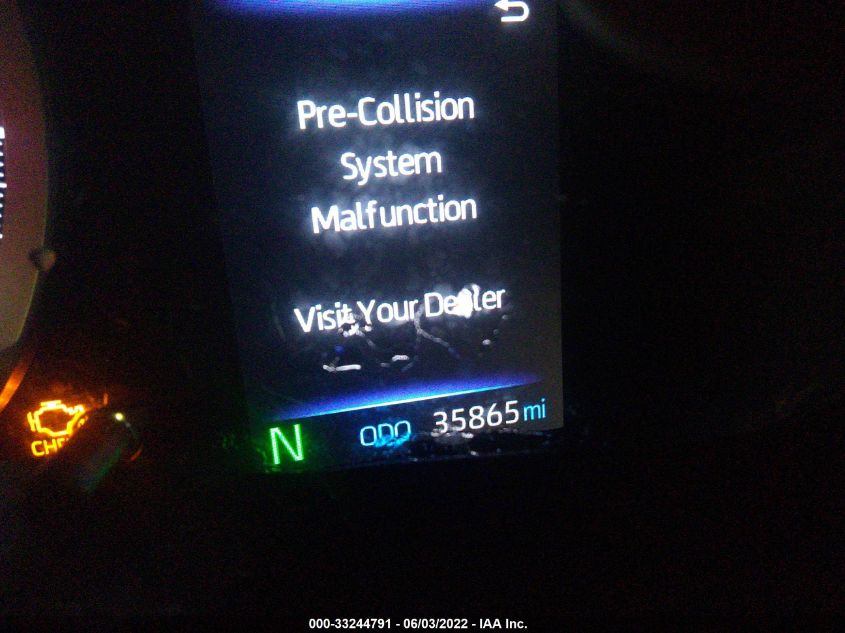 Pre-Collision
System
Malfunction
Visit Your Dealer
N ODO 35865 mi
000-33244791 - 06/03/2022 - IAA Inc.